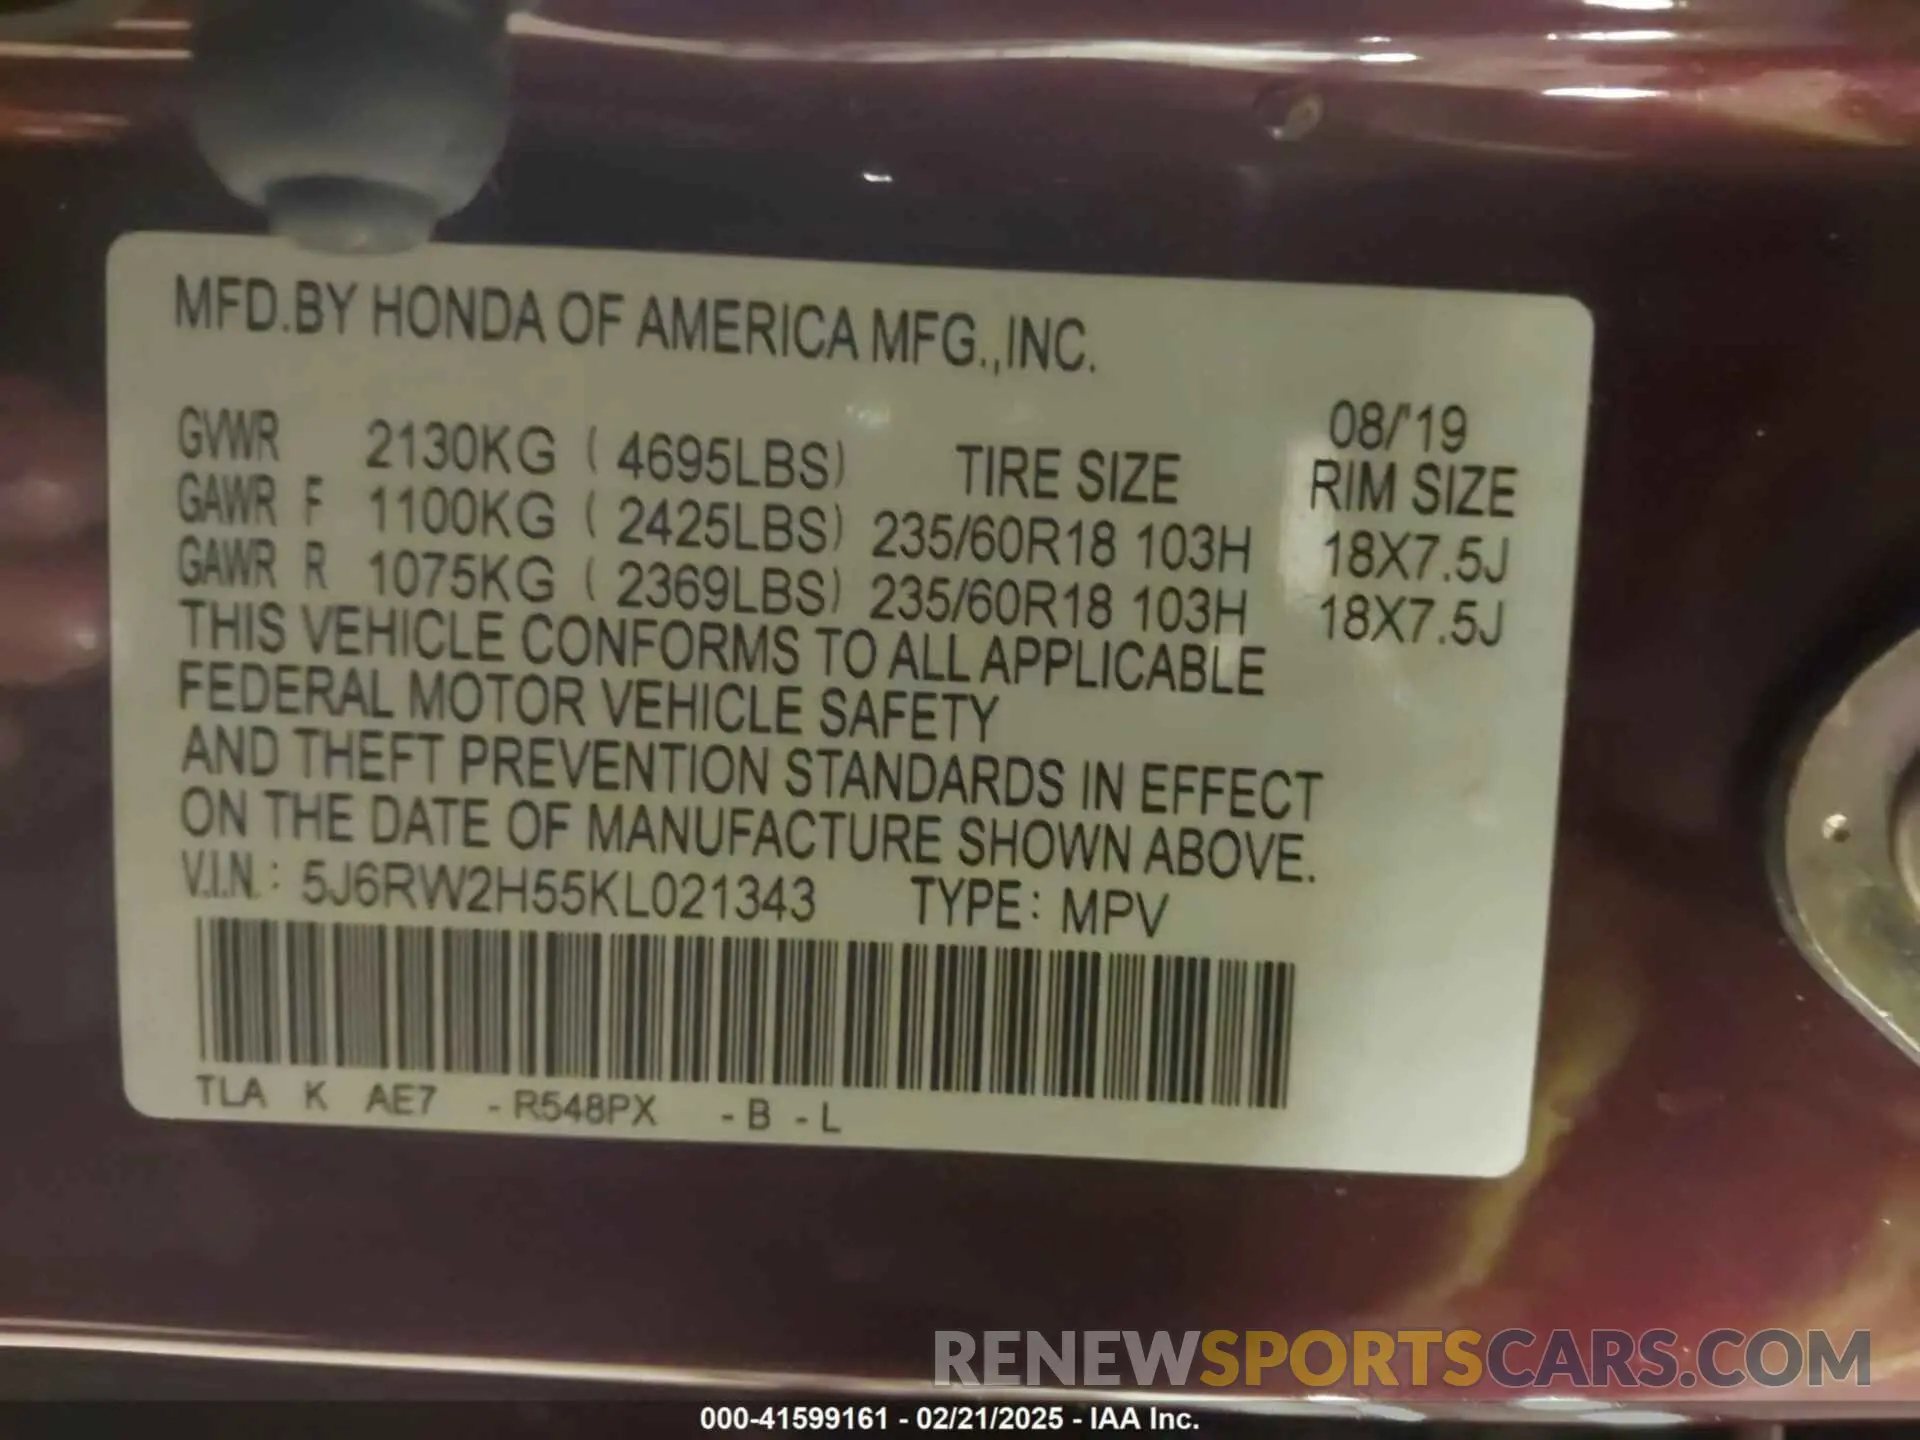 MFD.BY HONDA OF AMERICA MFG.,INC.
08/'19
GVWR 2130KG ( 4695LBS) TIRE SIZE RIM SIZE
GAWR F 1100KG ( 2425LBS) 235/60R18 103H 18X7.5J
GAWR R 1075KG ( 2369LBS) 235/60R18 103H 18X7.5J
THIS VEHICLE CONFORMS TO ALL APPLICABLE
FEDERAL MOTOR VEHICLE SAFETY
AND THEFT PREVENTION STANDARDS IN EFFECT
ON THE DATE OF MANUFACTURE SHOWN ABOVE.
V.I.N. : 5J6RW2H55KL021343 TYPE: MPV
TLA K AE7 - R548PX - B - L
RENEWSPORTSCARS.COM
000-41599161 - 02/21/2025 - IAA Inc.